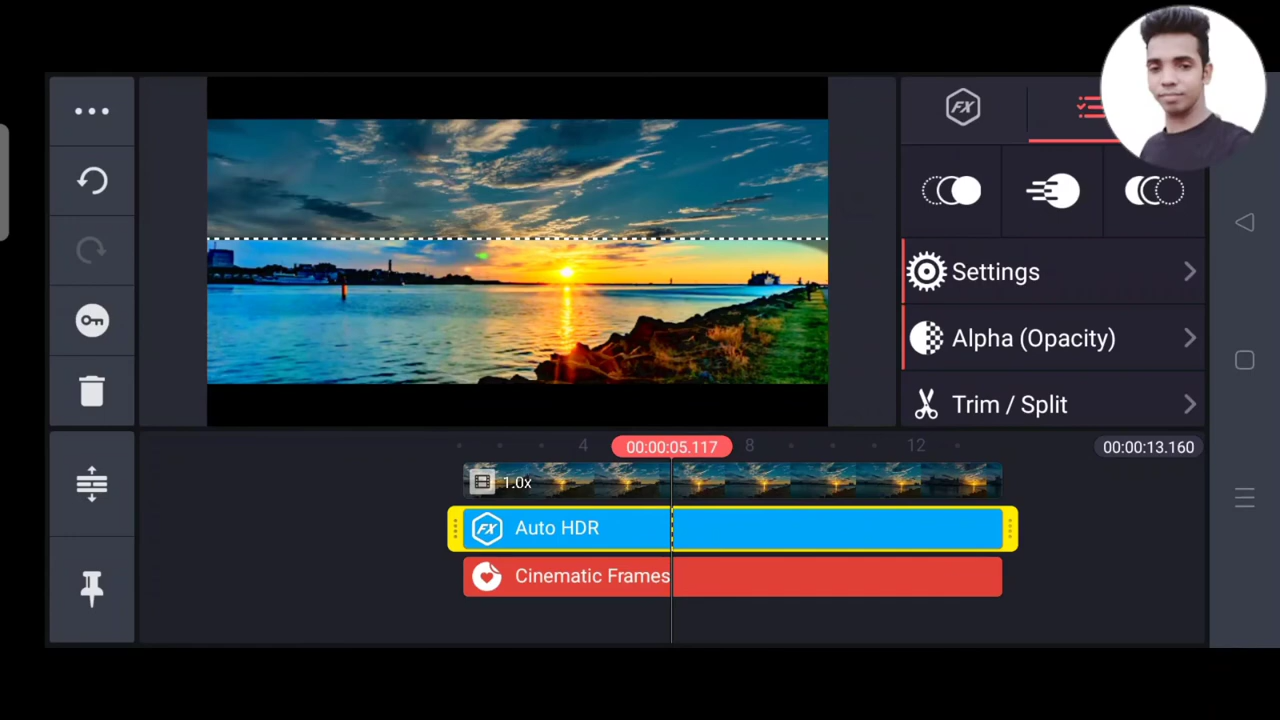 FX
Settings
Alpha (Opacity)
Trim / Split
4
00:00:05.117
8
12
00:00:13.160
1.0x
FX
Auto HDR
Cinematic Frames